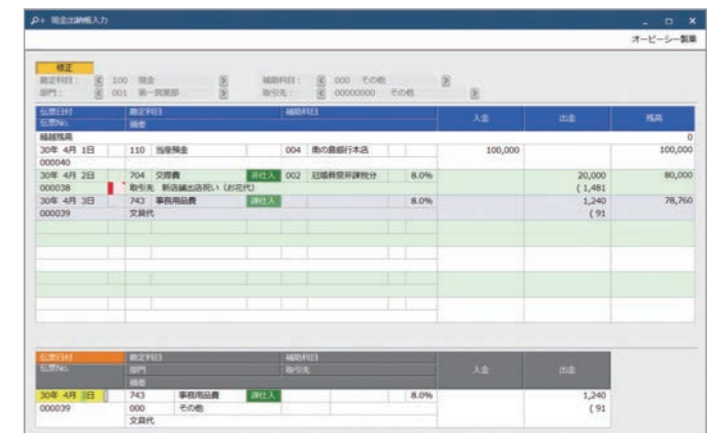 現金出納帳入力
オービーシー製業
修正
勘定科目: 100 現金 補助科目: 000 その他
部門: 001 第一営業部 取引先: 00000000 その他
伝票日付 勘定科目 補助科目 入金 出金 残高
伝票No. 摘要
繰越残高 0
30年 4月 1日 110 当座預金 004 南の島銀行本店 100,000 100,000
000040
30年 4月 2日 704 交際費 非仕入 002 冠婚葬祭非課税分 8.0% 20,000 80,000
000038 取引先 新店舗出店祝い(お花代) ( 1,481
30年 4月 3日 743 事務用品費 課仕入 8.0% 1,240 78,760
000039 文具代 ( 91
伝票日付 勘定科目 補助科目
伝票No. 部門 取引先 入金 出金
摘要
30年 4月 3日 743 事務用品費 課仕入 8.0% 1,240
000039 000 その他 ( 91
文具代